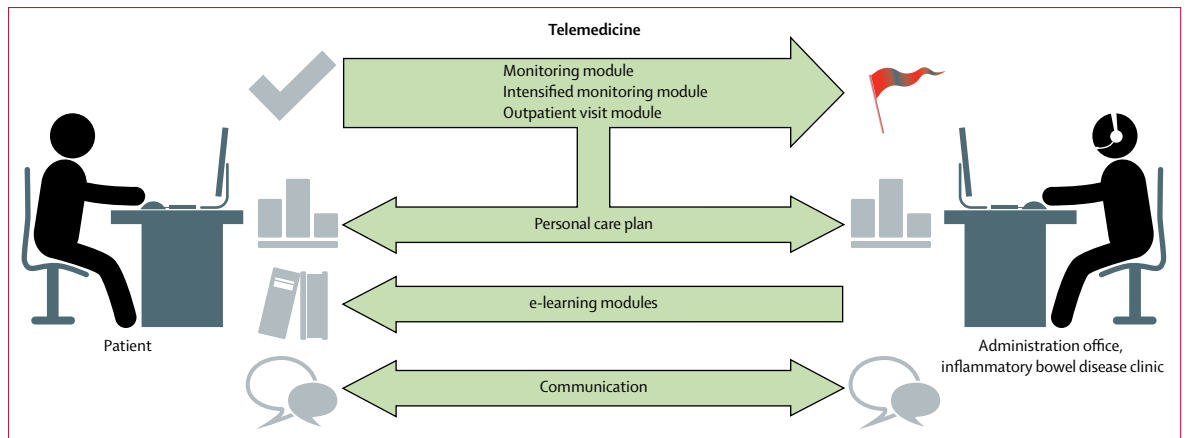 Telemedicine
Monitoring module
Intensified monitoring module
Outpatient visit module
Personal care plan
e-learning modules
Patient
Administration office,
inflammatory bowel disease clinic
Communication